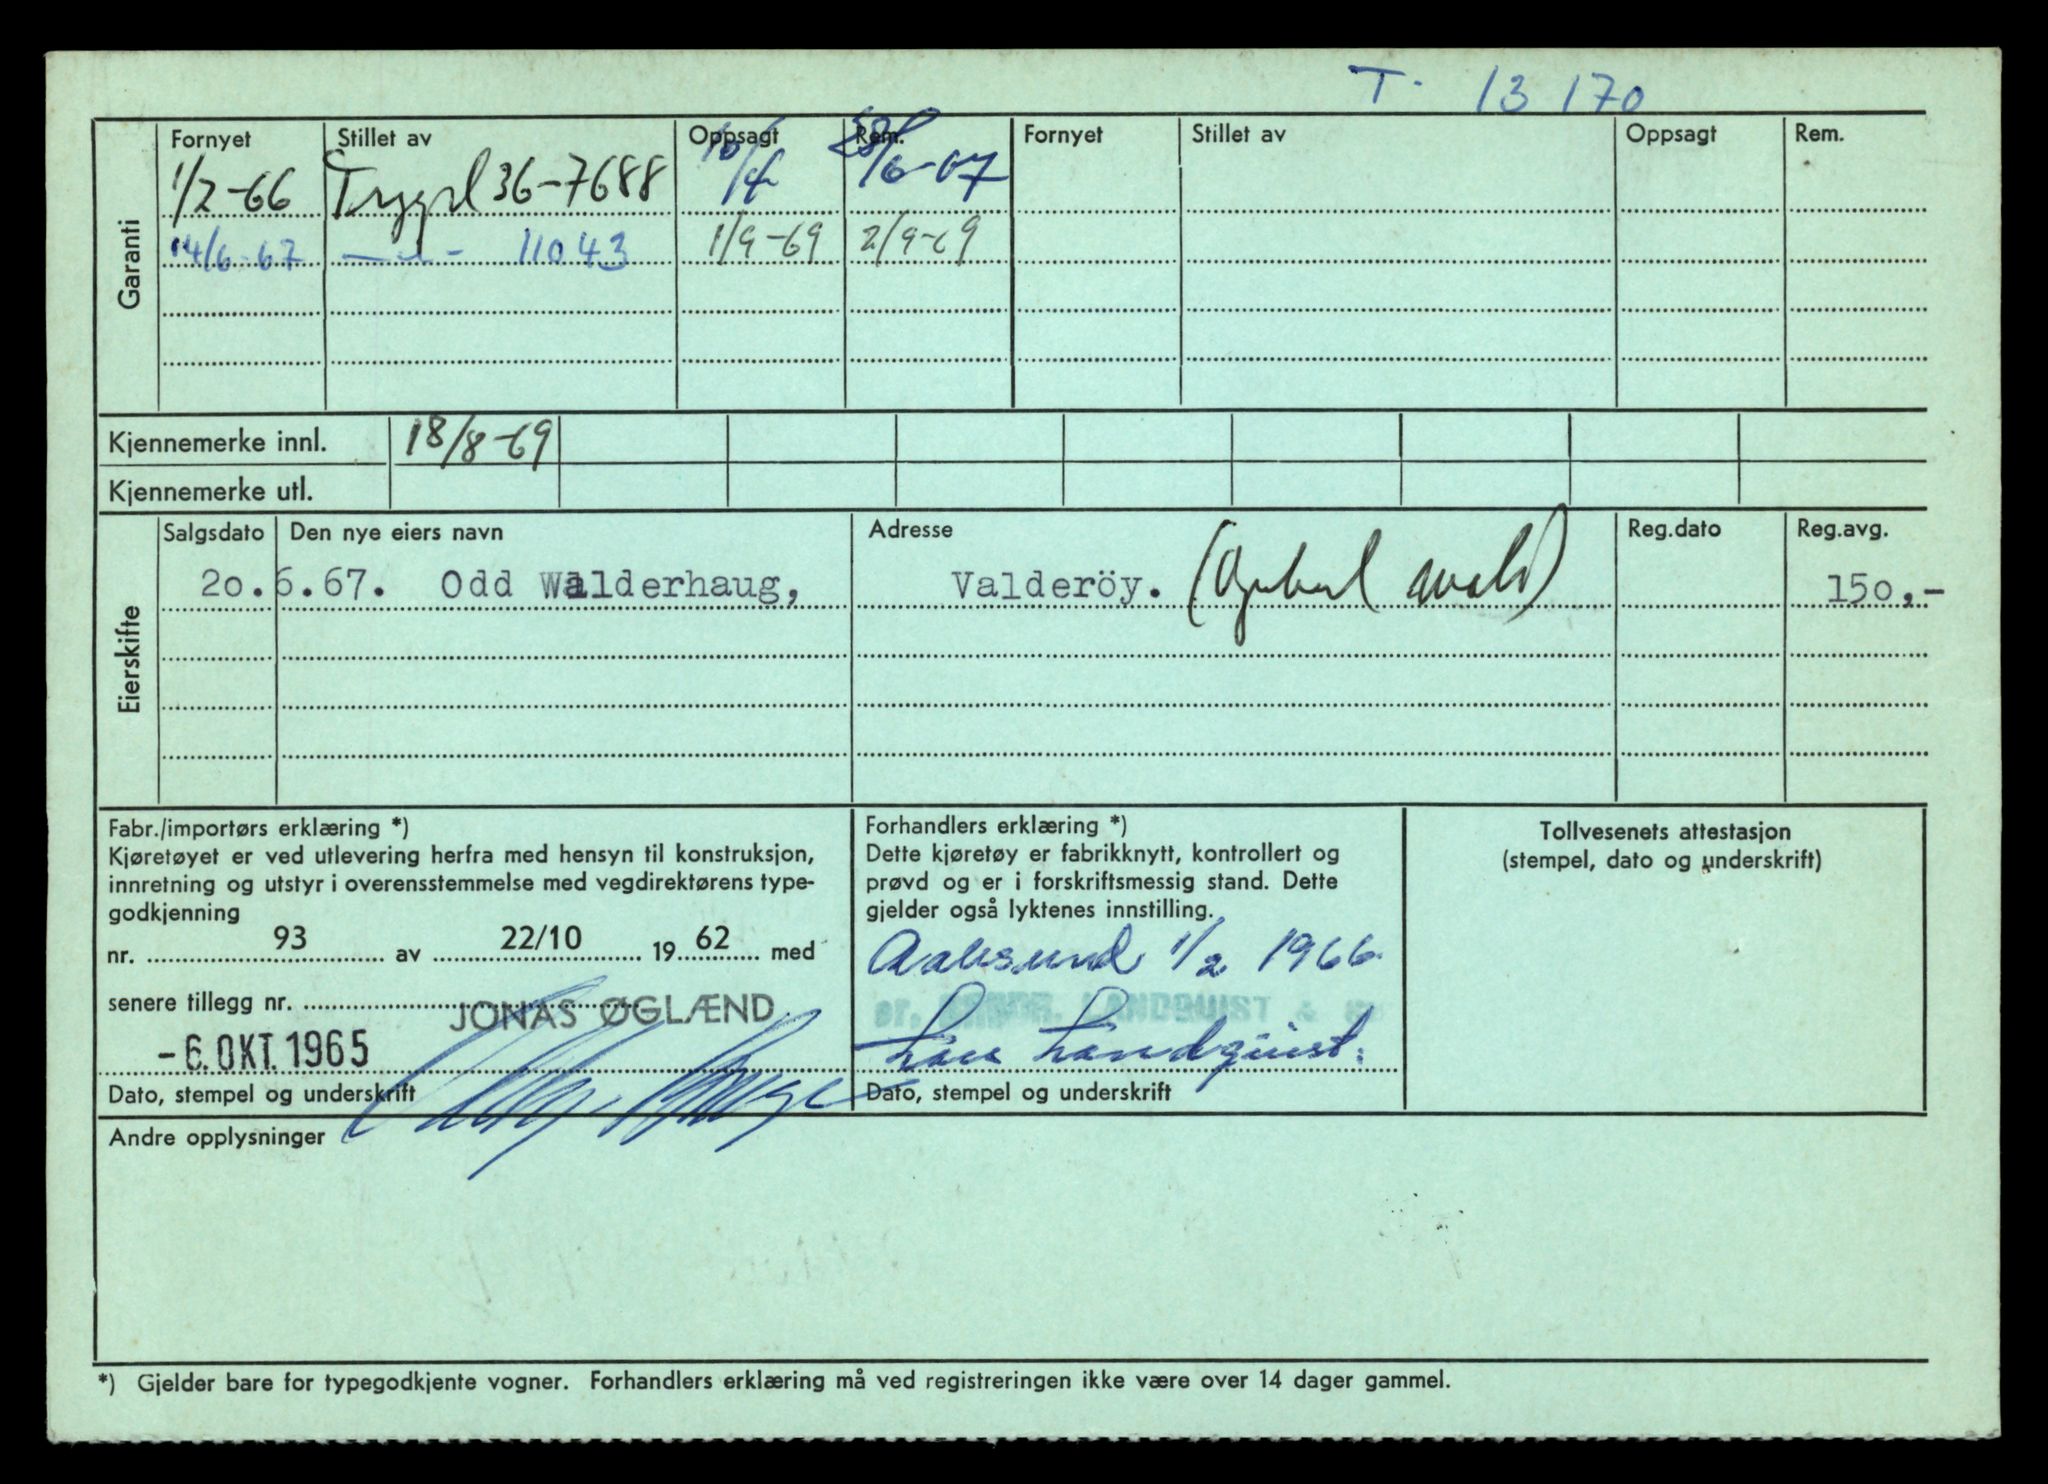 T- 13 170
Garanti
Fornyet Stillet av Oppsagt Rem. Fornyet Stillet av Oppsagt Rem.
1/2-66 36-7688 /6-67
14/6-67 11043 1/9-69 2/9-69
Kjennemerke innl. 18/8-69
Kjennemerke utl.
Eierskifte
Salgsdato Den nye eiers navn Adresse Reg.dato Reg.avg.
20.6.67. Odd Walderhaug, Valderöy. 150,-
Fabr./importørs erklæring *)
Kjøretøyet er ved utlevering herfra med hensyn til konstruksjon,
innretning og utstyr i overensstemmelse med vegdirektørens type-
godkjenning
nr. 93 av 22/10 1962 med
senere tillegg nr.
JONAS ØGLÆND
-6.OKT.1965
Dato, stempel og underskrift
Forhandlers erklæring *)
Dette kjøretøy er fabrikknytt, kontrollert og
prøvd og er i forskriftsmessig stand. Dette
gjelder også lyktenes innstilling.
Aalesund 1/2 1966
LANDQUIST &
Landquist.
Dato, stempel og underskrift
Tollvesenets attestasjon
(stempel, dato og underskrift)
Andre opplysninger
*) Gjelder bare for typegodkjente vogner. Forhandlers erklæring må ved registreringen ikke være over 14 dager gammel.